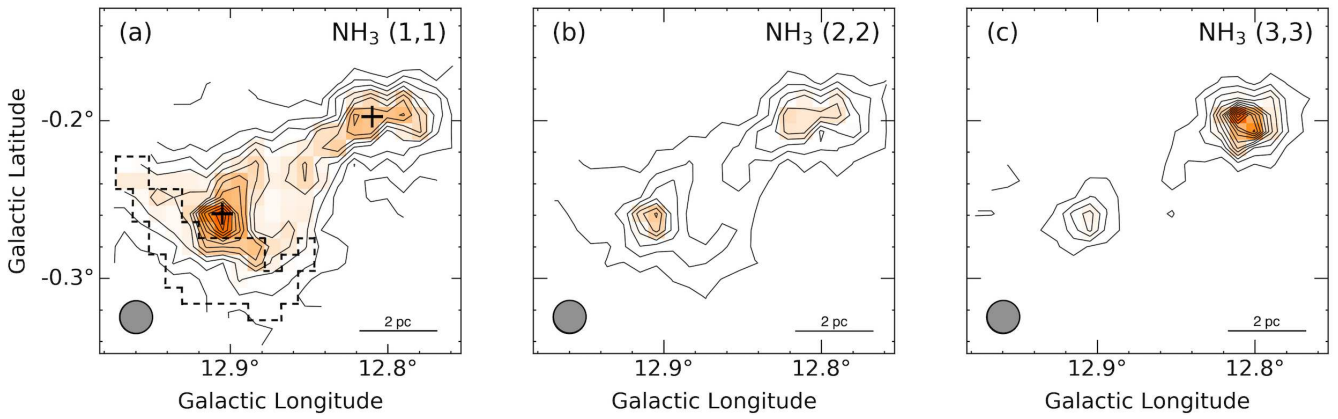 (a) NH₃ (1,1)
(b) NH₃ (2,2)
(c) NH₃ (3,3)
Galactic Latitude
-0.2°
-0.3°
2 pc
2 pc
2 pc
12.9° 12.8°
12.9° 12.8°
12.9° 12.8°
Galactic Longitude
Galactic Longitude
Galactic Longitude